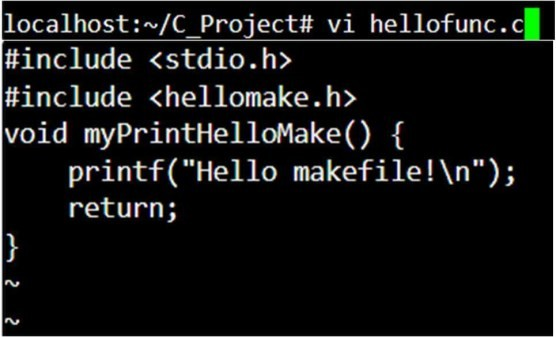 localhost:~/C_Project# vi hellofunc.c
#include <stdio.h>
#include <hellomake.h>
void myPrintHelloMake() {
    printf("Hello makefile!\n");
    return;
}
~
~